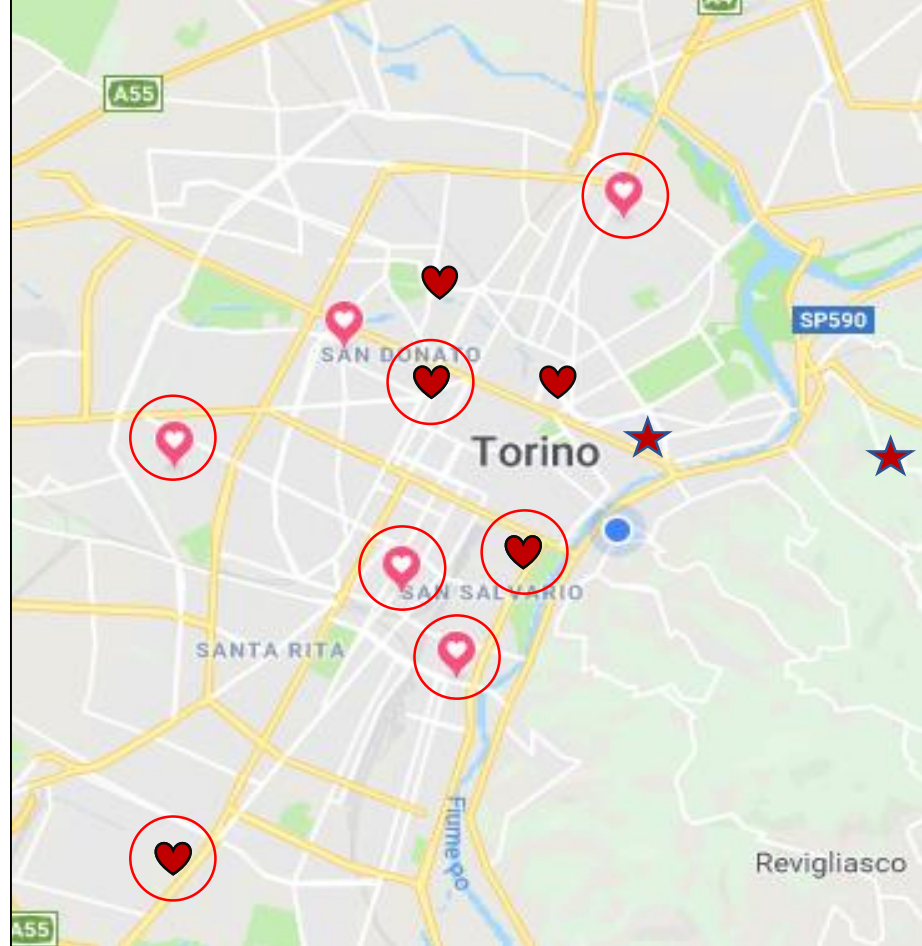 A55
SP590
SAN DONATO
Torino
SAN SALVARIO
SANTA RITA
Fiume Po
Revigliasco
A55